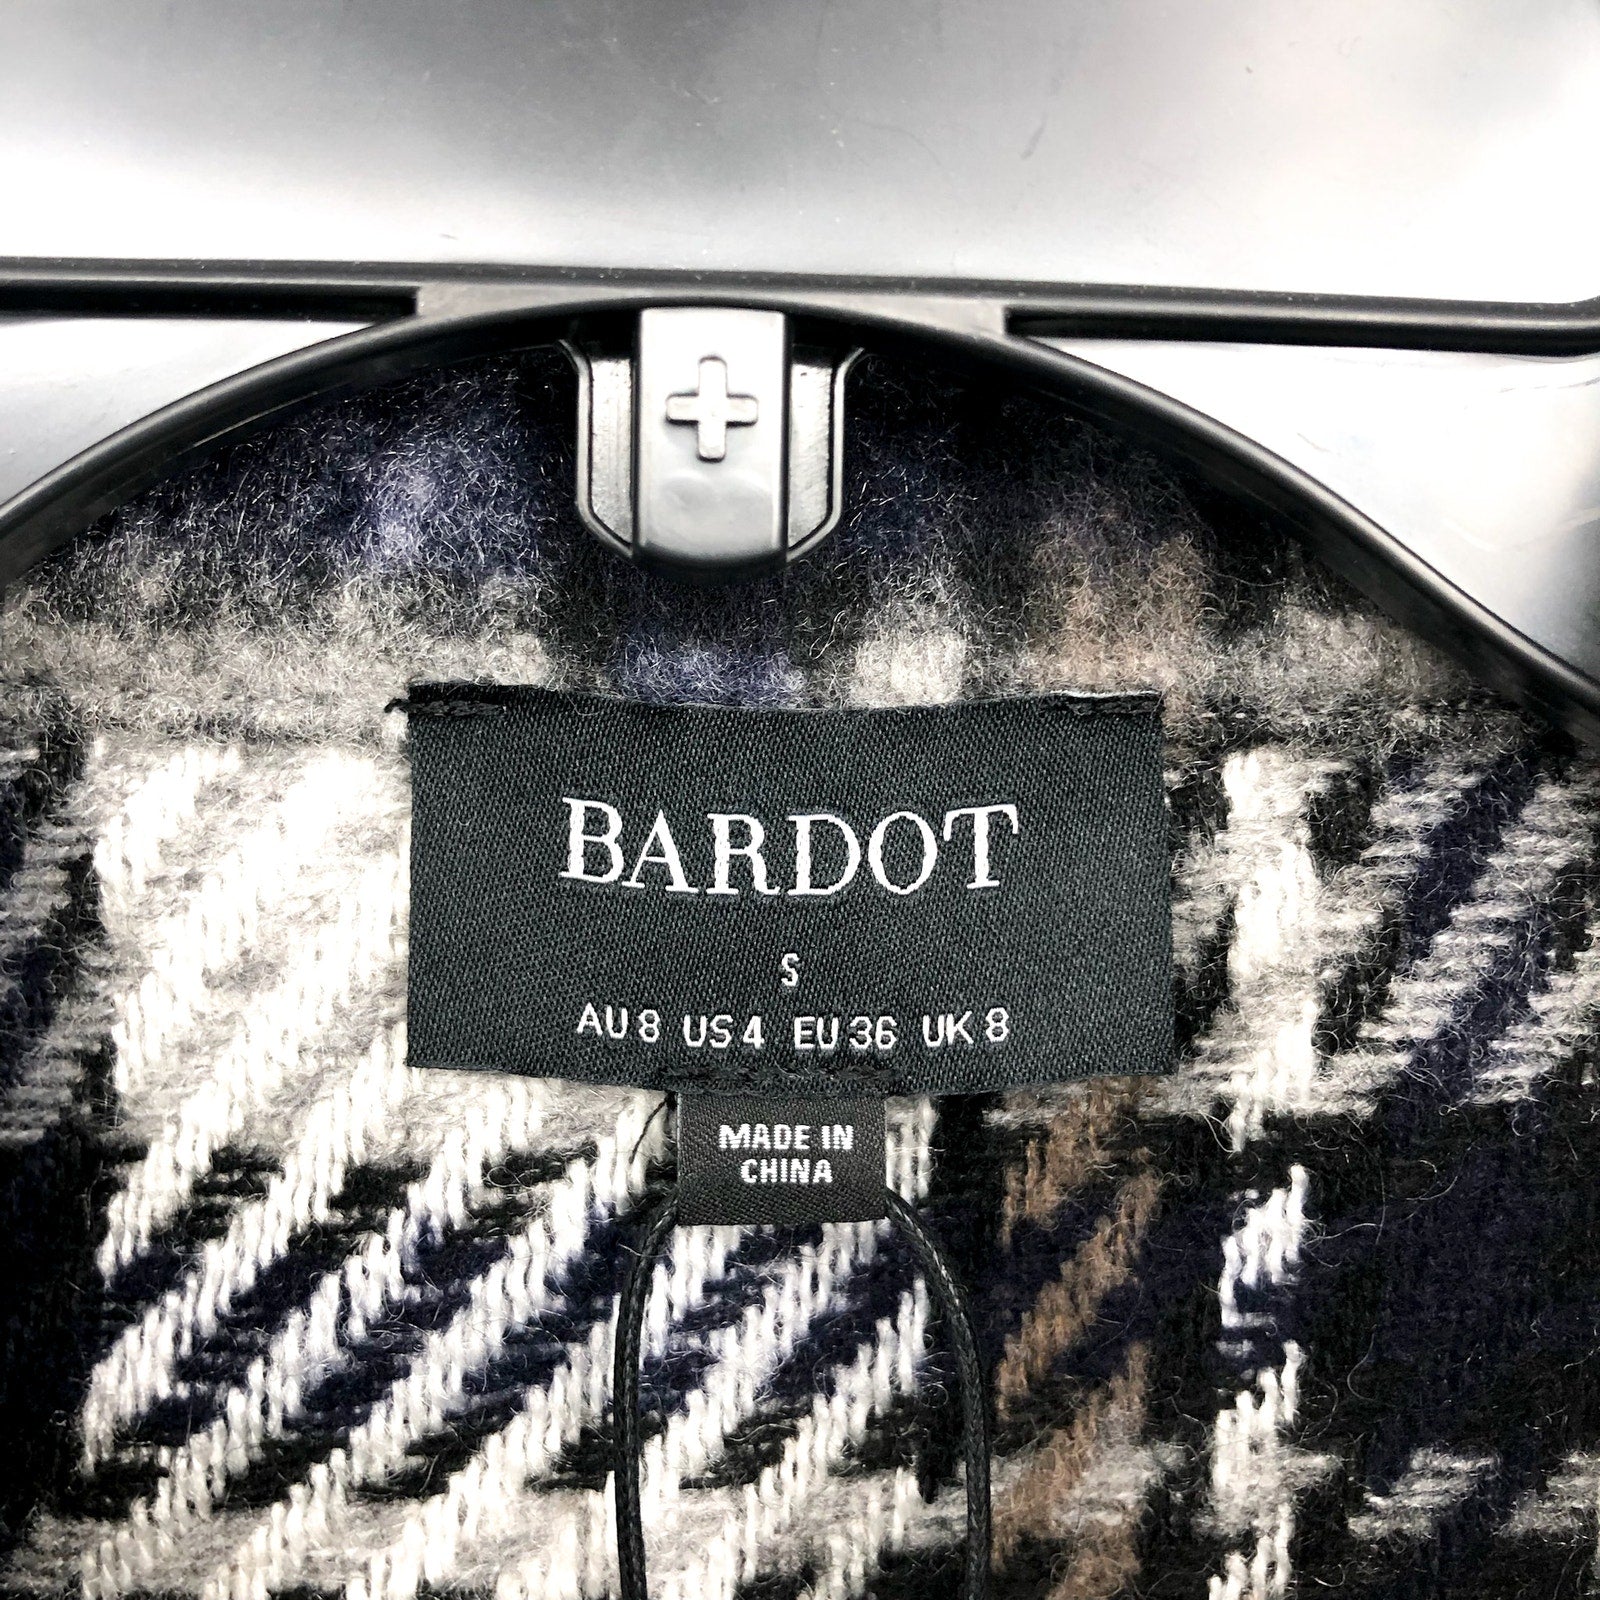 BARDOT
S
AU 8 US 4 EU 36 UK 8
MADE IN
CHINA